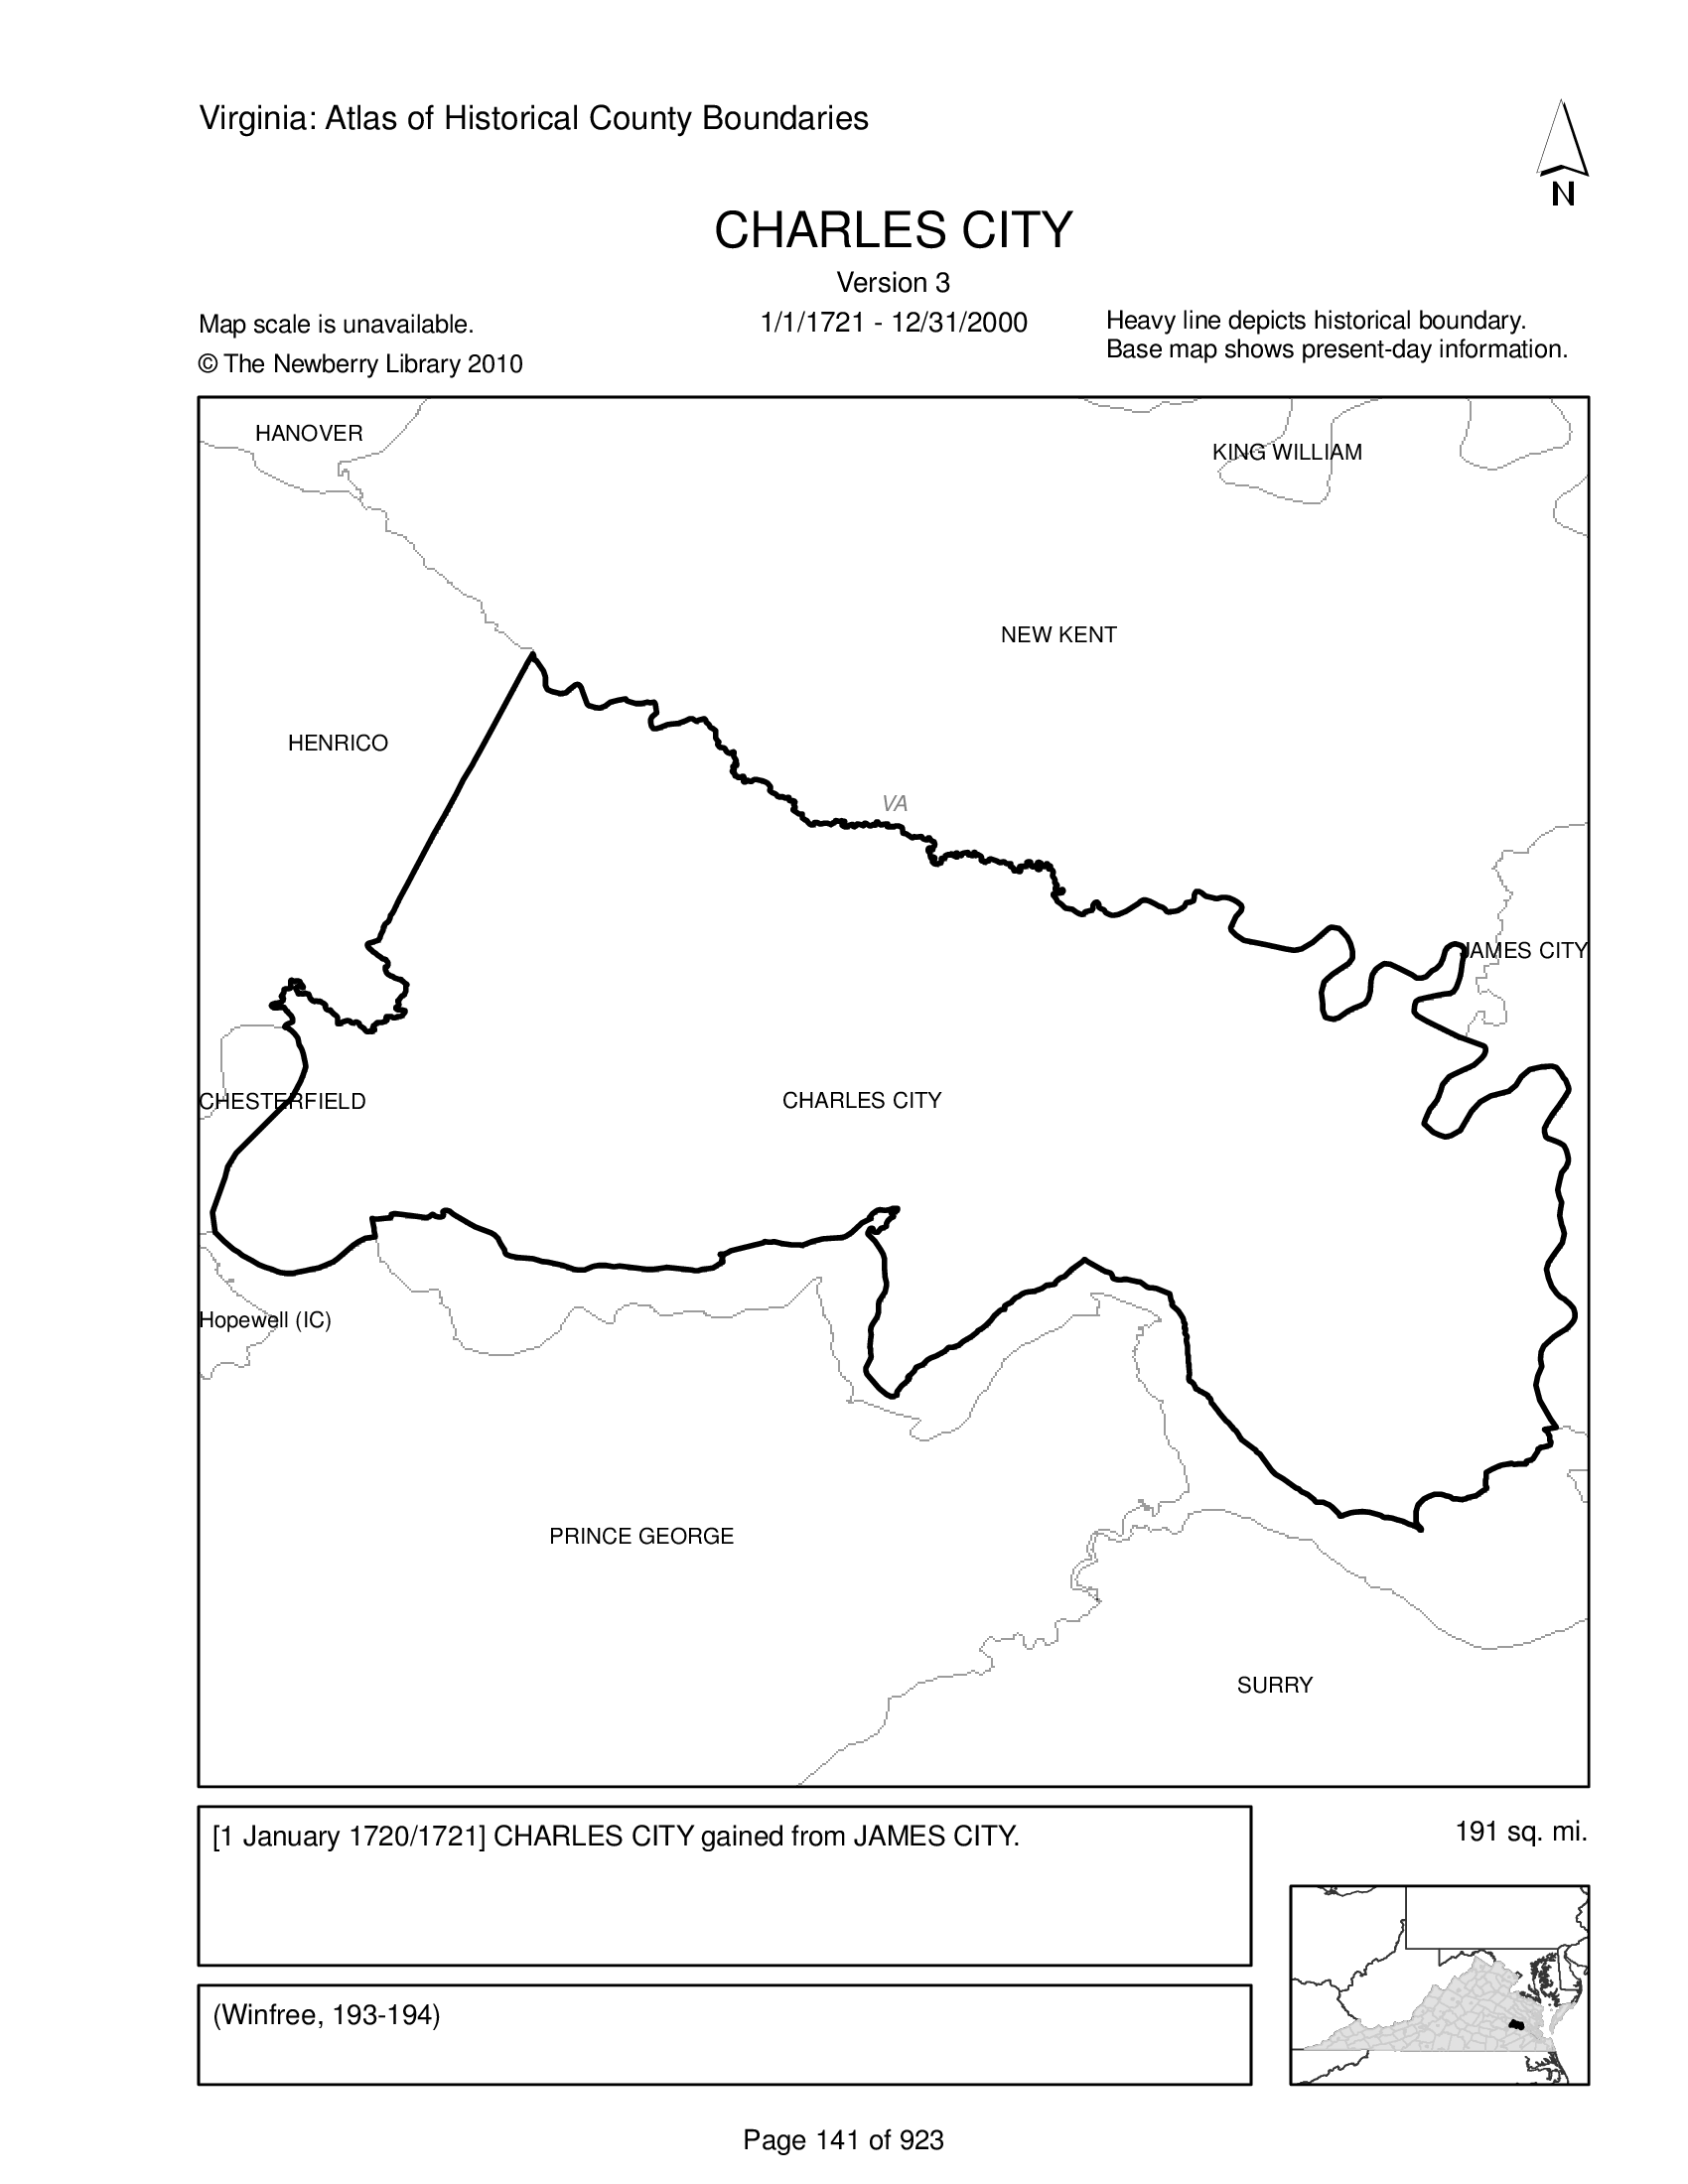 Virginia: Atlas of Historical County Boundaries
N
CHARLES CITY
Version 3
1/1/1721 - 12/31/2000
Map scale is unavailable.
© The Newberry Library 2010
Heavy line depicts historical boundary.
Base map shows present-day information.
HANOVER
KING WILLIAM
NEW KENT
HENRICO
VA
JAMES CITY
CHESTERFIELD
CHARLES CITY
Hopewell (IC)
PRINCE GEORGE
SURRY
[1 January 1720/1721] CHARLES CITY gained from JAMES CITY.
191 sq. mi.
(Winfree, 193-194)
Page 141 of 923